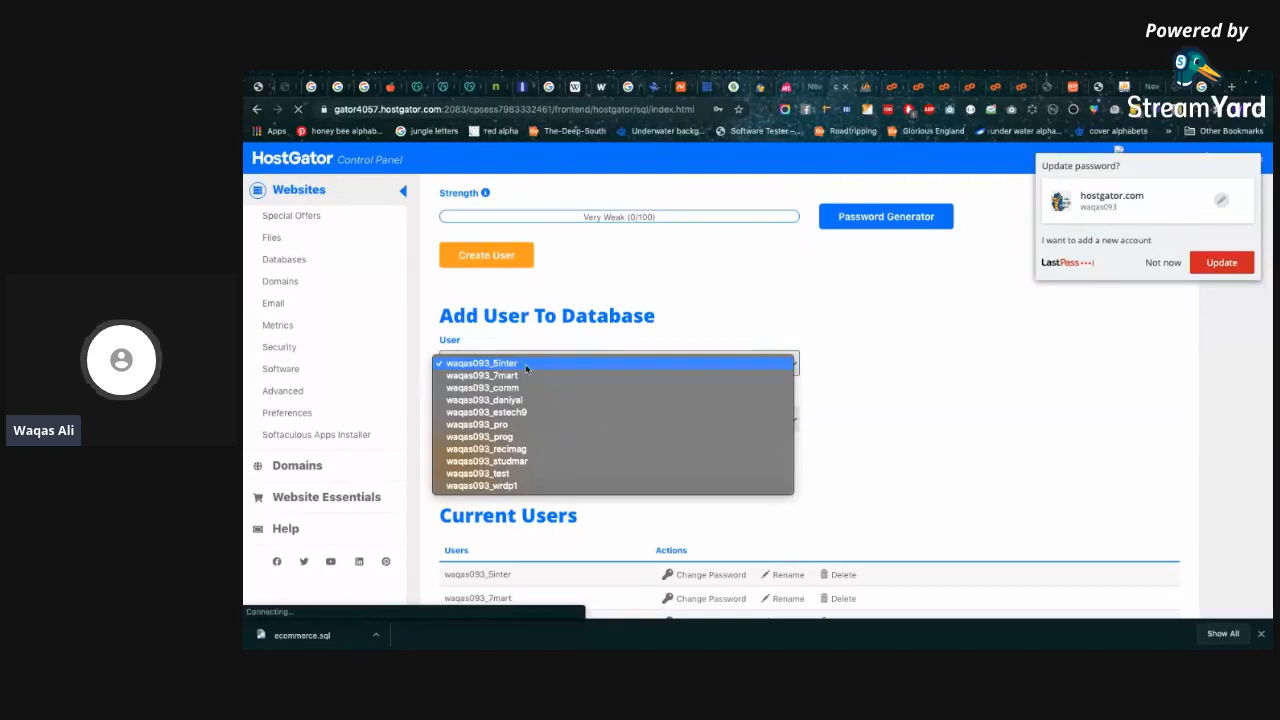 Powered by
StreamYard
gator4057.hostgator.com:2083/cpsess7983332461/frontend/hostgator/sql/index.html
Apps
honey bee alphab...
jungle letters
red alpha
The-Deep-South
Underwater backg...
Software Tester –...
Roadtripping
Glorious England
under water alpha...
cover alphabets
»
Other Bookmarks
HostGator Control Panel
Update password?
hostgator.com
waqas093
I want to add a new account
LastPass
Not now
Update
Websites
Special Offers
Files
Databases
Domains
Email
Metrics
Security
Software
Advanced
Preferences
Softaculous Apps Installer
Domains
Website Essentials
Help
Strength
Very Weak (0/100)
Password Generator
Create User
Add User To Database
User
waqas093_5inter
waqas093_7mart
waqas093_comm
waqas093_daniyal
waqas093_estech9
waqas093_pro
waqas093_prog
waqas093_recimag
waqas093_studmar
waqas093_test
waqas093_wrdp1
Current Users
Users Actions
waqas093_5inter Change Password Rename Delete
waqas093_7mart Change Password Rename Delete
Connecting...
ecommerce.sql
Show All
Waqas Ali